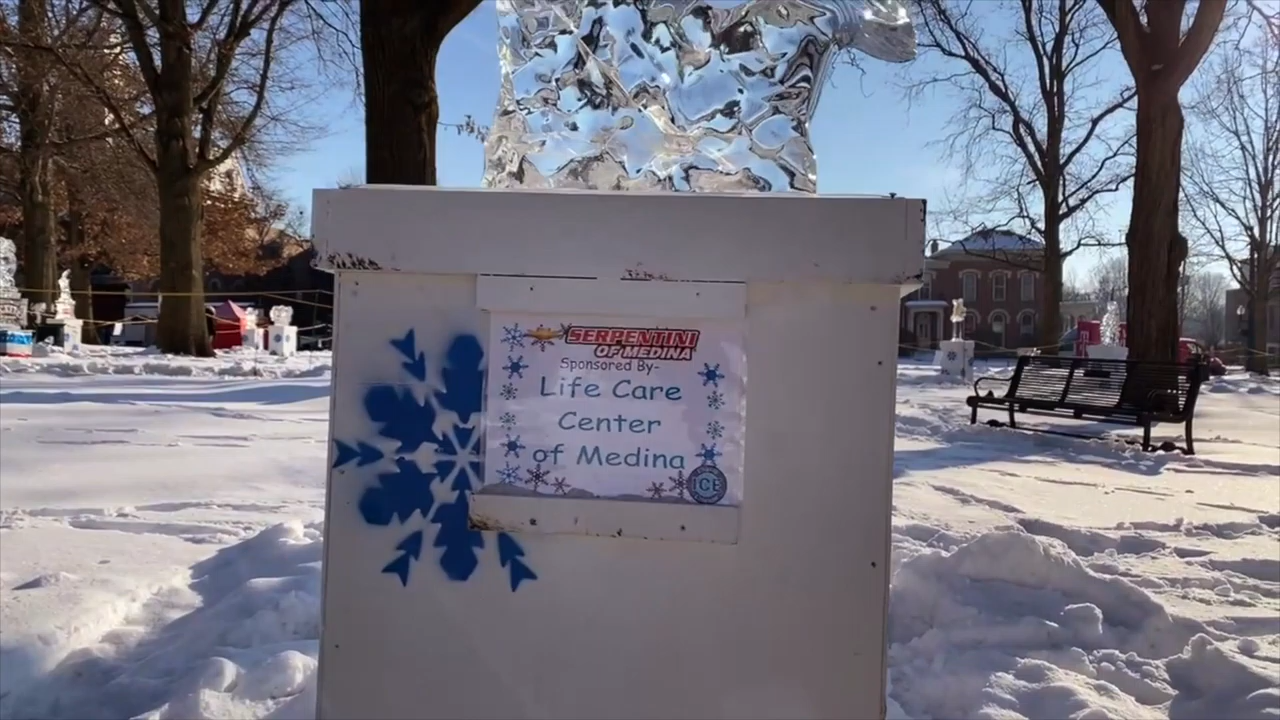 SERPENTINI
OF MEDINA
Sponsored By-
Life Care
Center
of Medina
ICE